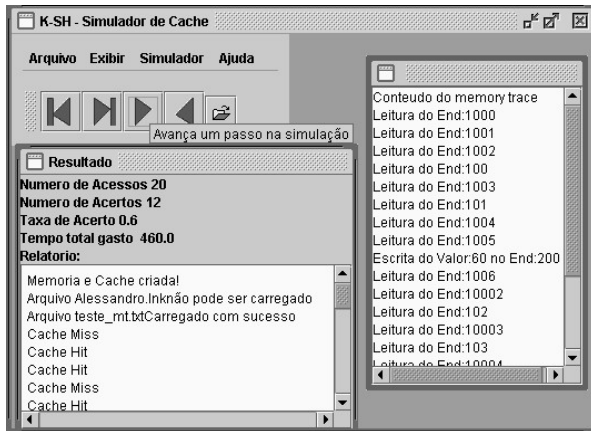 K-SH - Simulador de Cache
Arquivo Exibir Simulador Ajuda
Avança um passo na simulação
Resultado
Numero de Acessos 20
Numero de Acertos 12
Taxa de Acerto 0.6
Tempo total gasto 460.0
Relatorio:
Memoria e Cache criada!
Arquivo Alessandro.lnknão pode ser carregado
Arquivo teste_mt.txtCarregado com sucesso
Cache Miss
Cache Hit
Cache Hit
Cache Miss
Cache Hit
Conteudo do memory trace
Leitura do End:1000
Leitura do End:1001
Leitura do End:1002
Leitura do End:100
Leitura do End:1003
Leitura do End:101
Leitura do End:1004
Leitura do End:1005
Escrita do Valor:60 no End:200
Leitura do End:1006
Leitura do End:10002
Leitura do End:102
Leitura do End:10003
Leitura do End:103
Leitura do End:10004